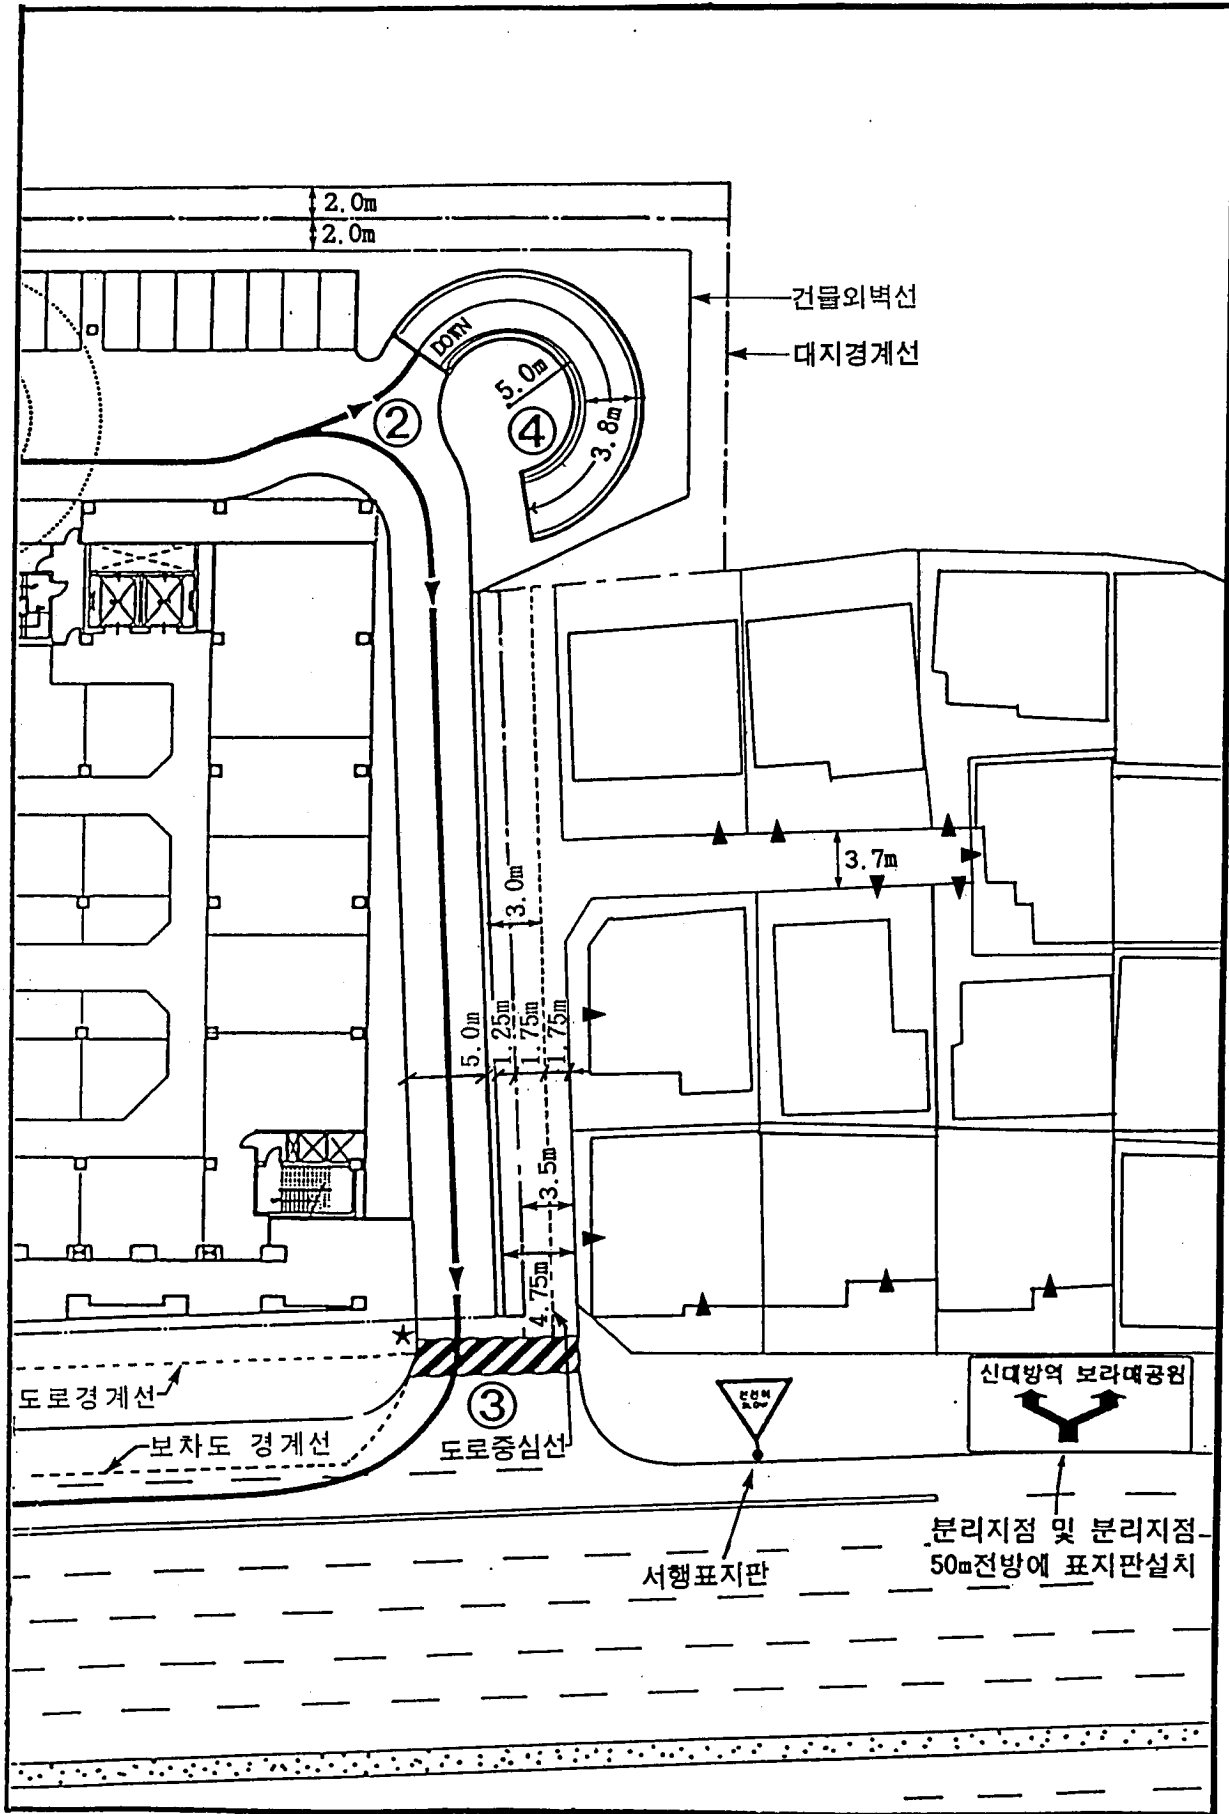 2.0m
2.0m
건물외벽선
대지경계선
DOWN
5.0m
②
④
3.8m
3.7m
3.0m
5.0m
1.25m
1.75m
1.75m
3.5m
4.75m
③
도로중심선
도로경계선
보차도 경계선
신대방역 보라매공원
서행표지판
분리지점 및 분리지점
50m전방에 표지판설치